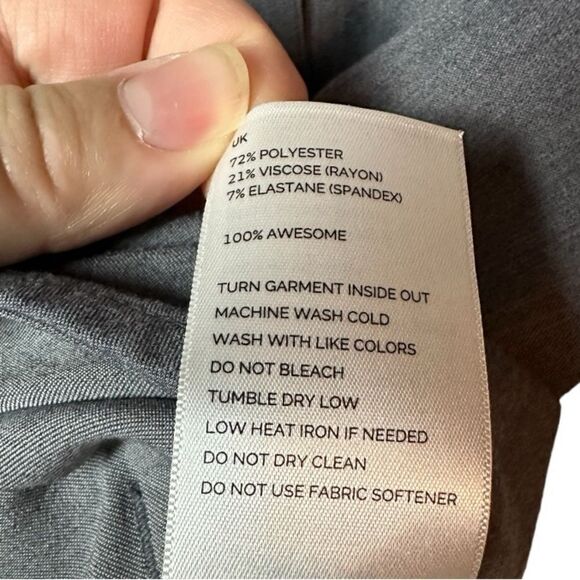 UK
72% POLYESTER
21% VISCOSE (RAYON)
7% ELASTANE (SPANDEX)
100% AWESOME
TURN GARMENT INSIDE OUT
MACHINE WASH COLD
WASH WITH LIKE COLORS
DO NOT BLEACH
TUMBLE DRY LOW
LOW HEAT IRON IF NEEDED
DO NOT DRY CLEAN
DO NOT USE FABRIC SOFTENER